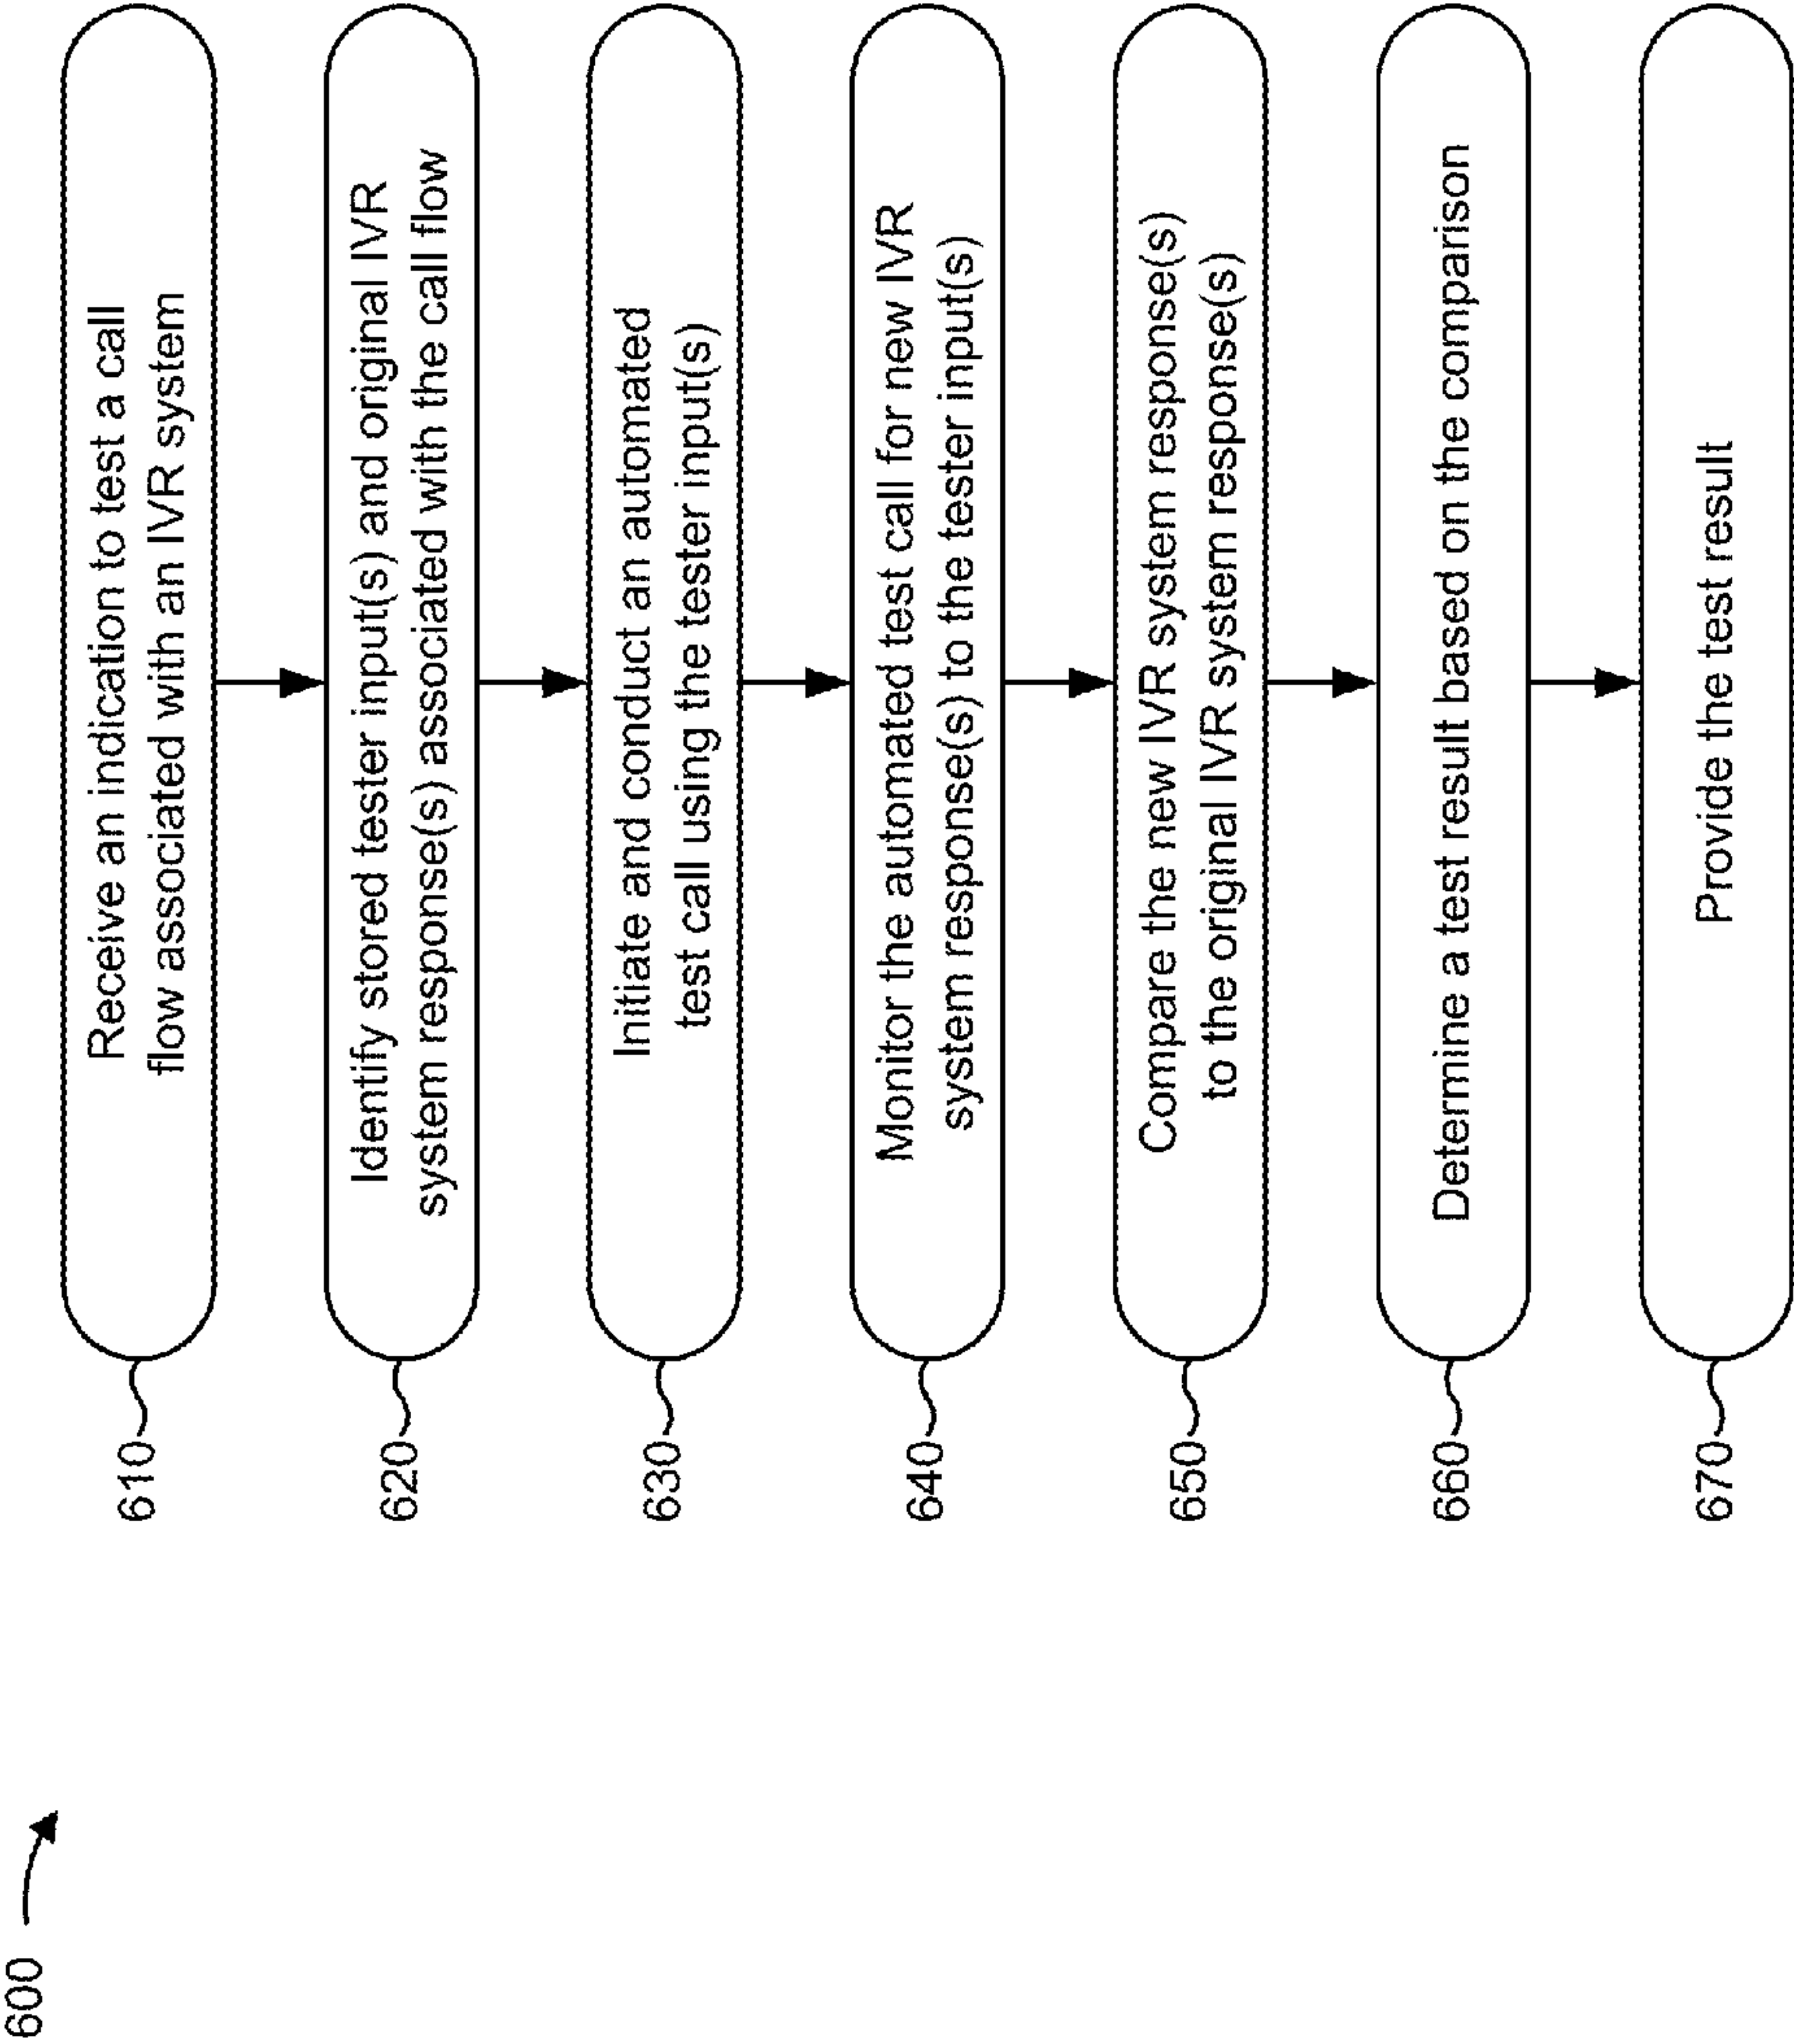 600
610
Receive an indication to test a call
flow associated with an IVR system
620
Identify stored tester input(s) and original IVR
system response(s) associated with the call flow
630
Initiate and conduct an automated
test call using the tester input(s)
640
Monitor the automated test call for new IVR
system response(s) to the tester input(s)
650
Compare the new IVR system response(s)
to the original IVR system response(s)
660
Determine a test result based on the comparison
670
Provide the test result